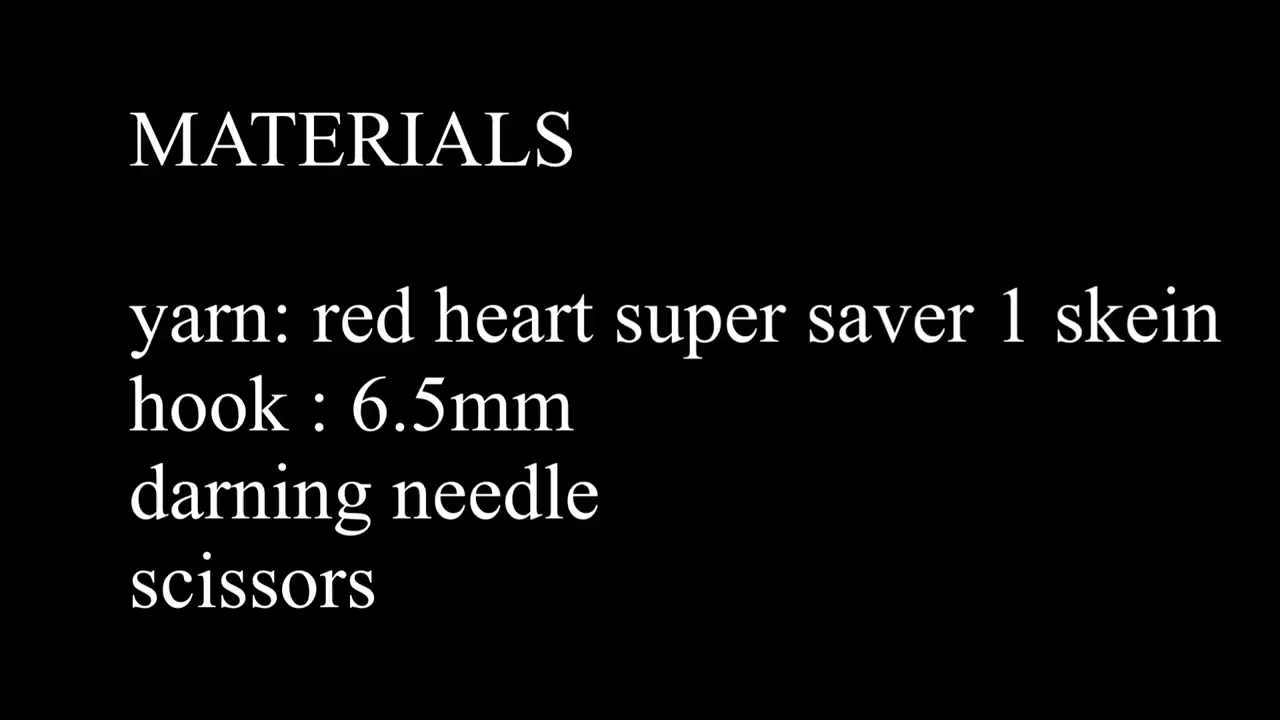 MATERIALS
yarn: red heart super saver 1 skein
hook : 6.5mm
darning needle
scissors